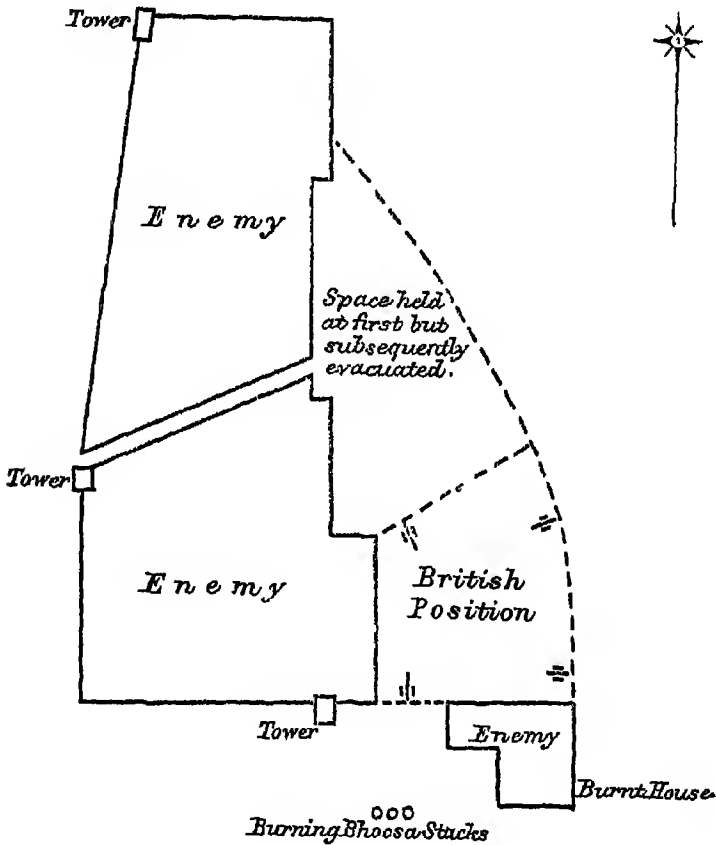 Tower
Enemy
Space held
at first but
subsequently
evacuated.
Tower
Enemy
British
Position
Tower
Enemy
Burnt House
Burning Bhoosa Stacks